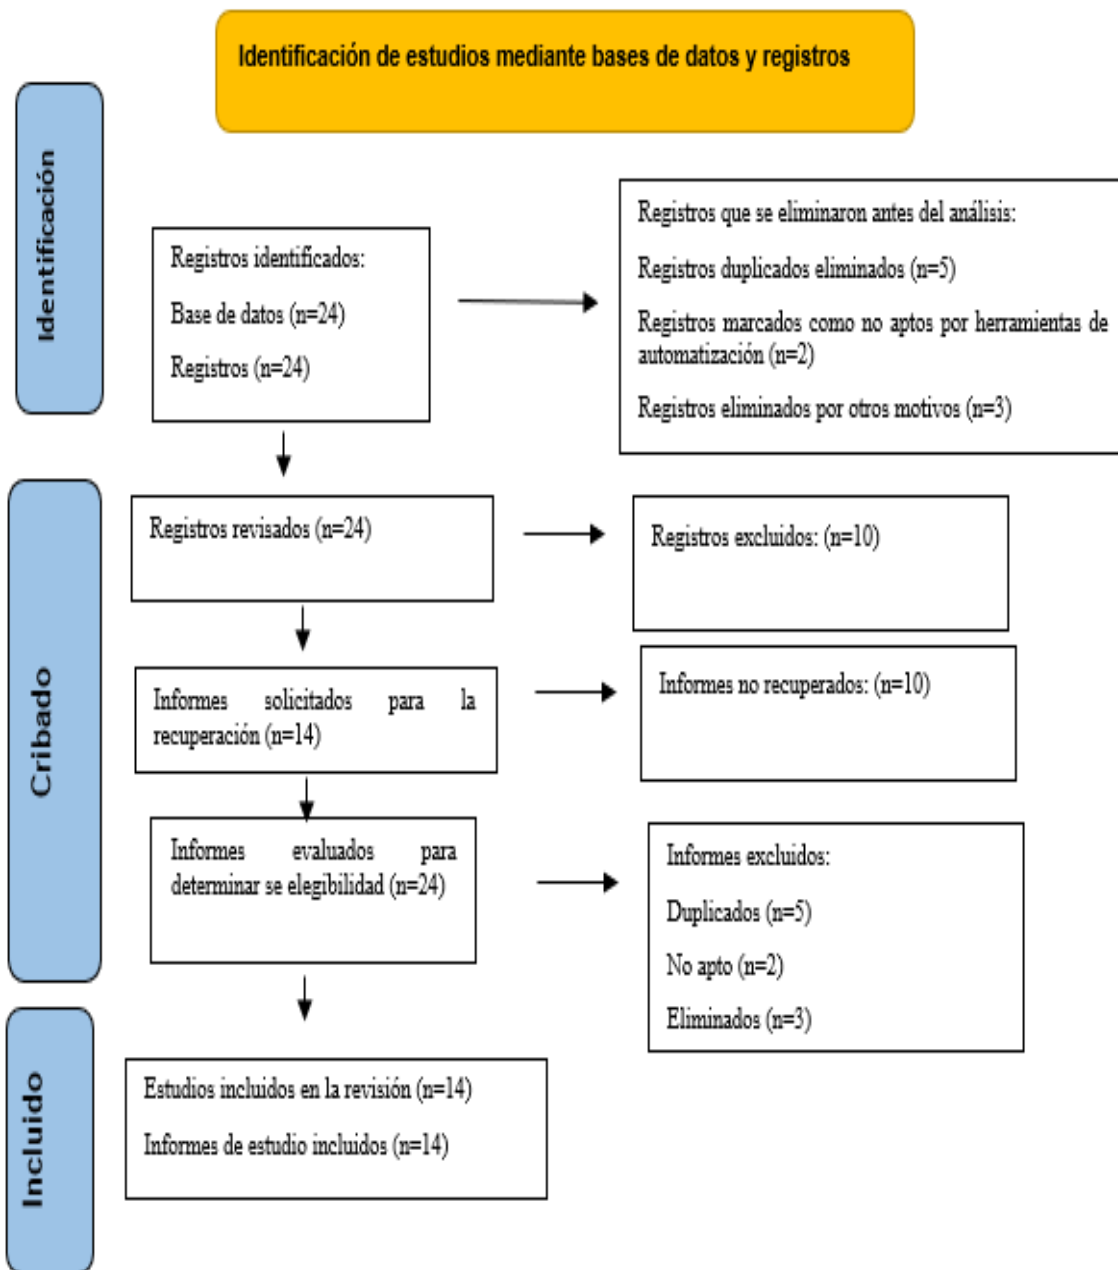 Identificación de estudios mediante bases de datos y registros
Identificación
Registros identificados:
Base de datos (n=24)
Registros (n=24)
Registros que se eliminaron antes del análisis:
Registros duplicados eliminados (n=5)
Registros marcados como no aptos por herramientas de
automatización (n=2)
Registros eliminados por otros motivos (n=3)
Cribado
Registros revisados (n=24)
Registros excluidos: (n=10)
Informes solicitados para la
recuperación (n=14)
Informes no recuperados: (n=10)
Informes evaluados para
determinar se elegibilidad (n=24)
Informes excluidos:
Duplicados (n=5)
No apto (n=2)
Eliminados (n=3)
Incluido
Estudios incluidos en la revisión (n=14)
Informes de estudio incluidos (n=14)